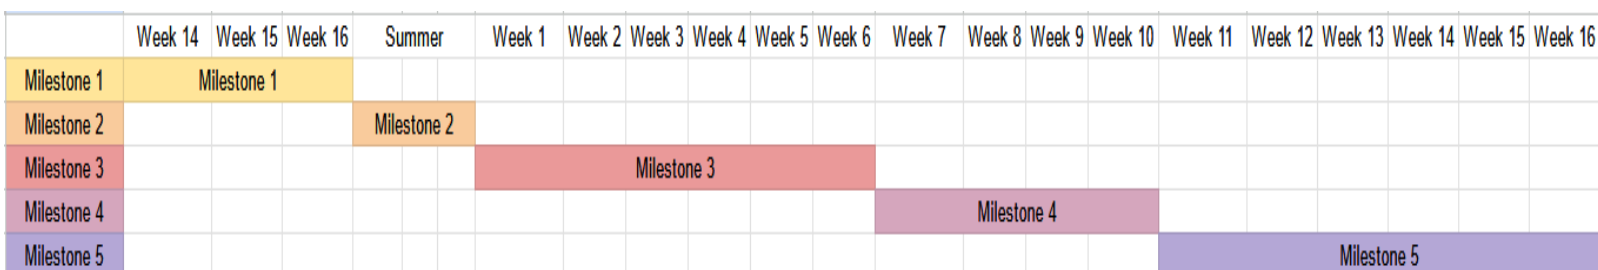 Week 14 Week 15 Week 16 Summer Week 1 Week 2 Week 3 Week 4 Week 5 Week 6 Week 7 Week 8 Week 9 Week 10 Week 11 Week 12 Week 13 Week 14 Week 15 Week 16
Milestone 1 Milestone 1
Milestone 2 Milestone 2
Milestone 3 Milestone 3
Milestone 4 Milestone 4
Milestone 5 Milestone 5